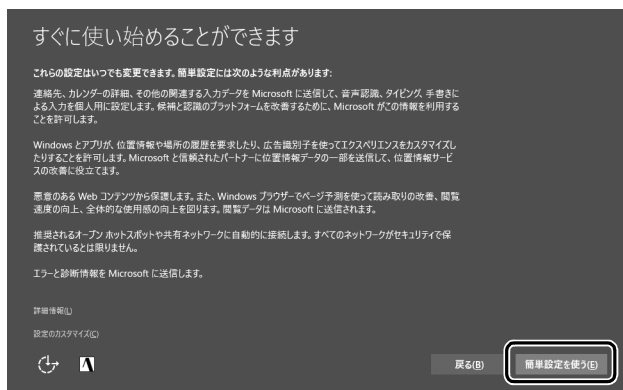 すぐに使い始めることができます
これらの設定はいつでも変更できます。簡単設定には次のような利点があります:
連絡先、カレンダーの詳細、その他の関連する入力データを Microsoft に送信して、音声認識、タイピング、手書きに
よる入力を個人用に設定します。候補と認識のプラットフォームを改善するために、Microsoft がこの情報を利用する
ことを許可します。
Windows とアプリが、位置情報や場所の履歴を要求したり、広告識別子を使ってエクスペリエンスをカスタマイズし
たりすることを許可します。Microsoft と信頼されたパートナーに位置情報データの一部を送信して、位置情報サービ
スの改善に役立てます。
悪意のある Web コンテンツから保護します。また、Windows ブラウザーでページ予測を使って読み取りの改善、閲覧
速度の向上、全体的な使用感の向上を図ります。閲覧データは Microsoft に送信されます。
推奨されるオープン ホットスポットや共有ネットワークに自動的に接続します。すべてのネットワークがセキュリティで保
護されているとは限りません。
エラーと診断情報を Microsoft に送信します。
詳細情報(L)
設定のカスタマイズ(C)
戻る(B)
簡単設定を使う(E)